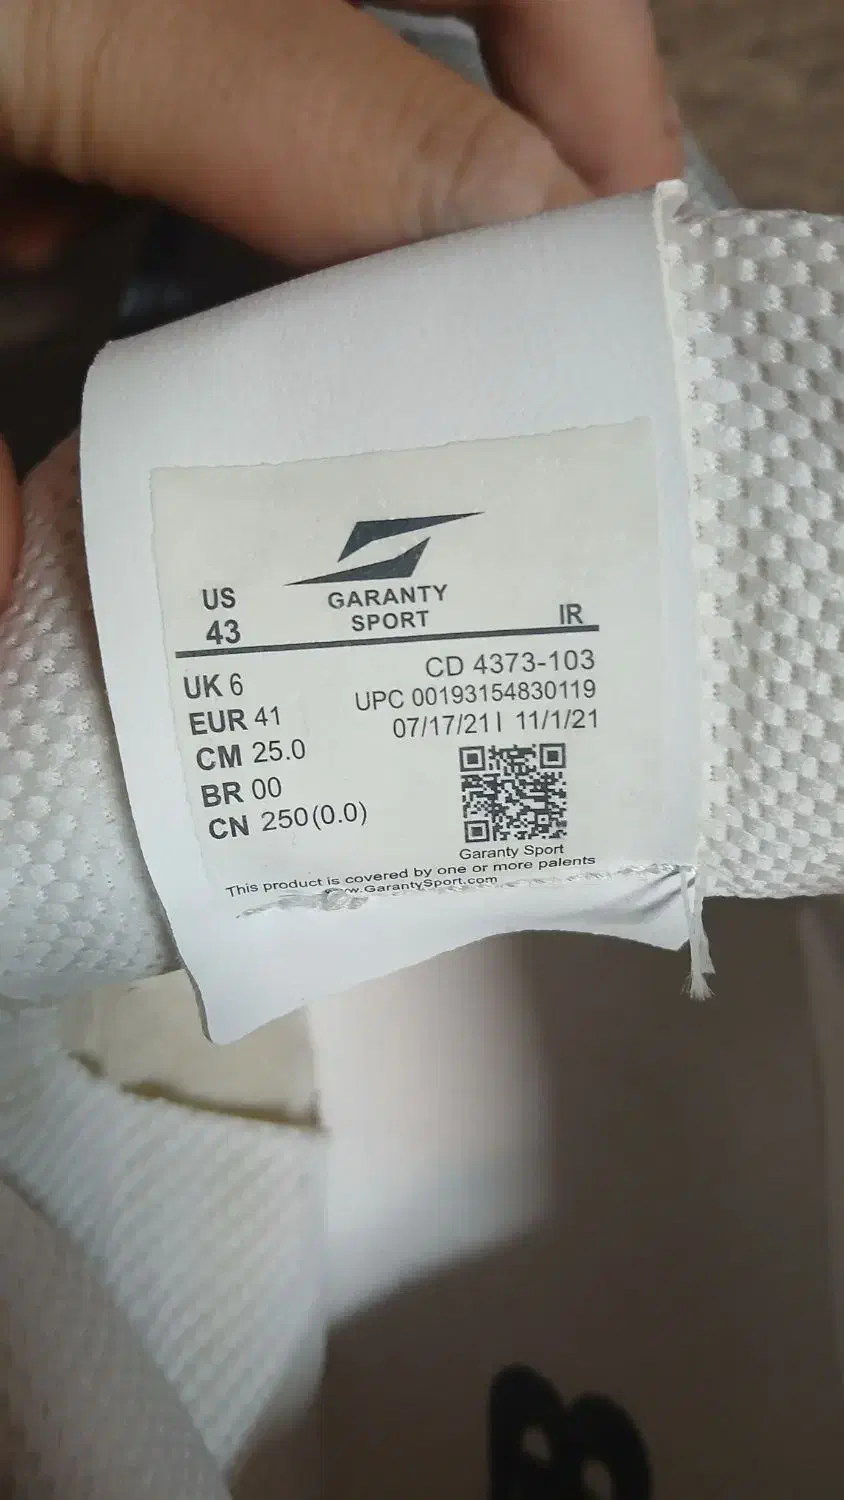 US
43
GARANTY
SPORT
IR
UK 6
EUR 41
CM 25.0
BR 00
CN 250(0.0)
CD 4373-103
UPC 00193154830119
07/17/21I 11/1/21
Garanty Sport
This product is covered by one or more palents
www.GarantySport.com